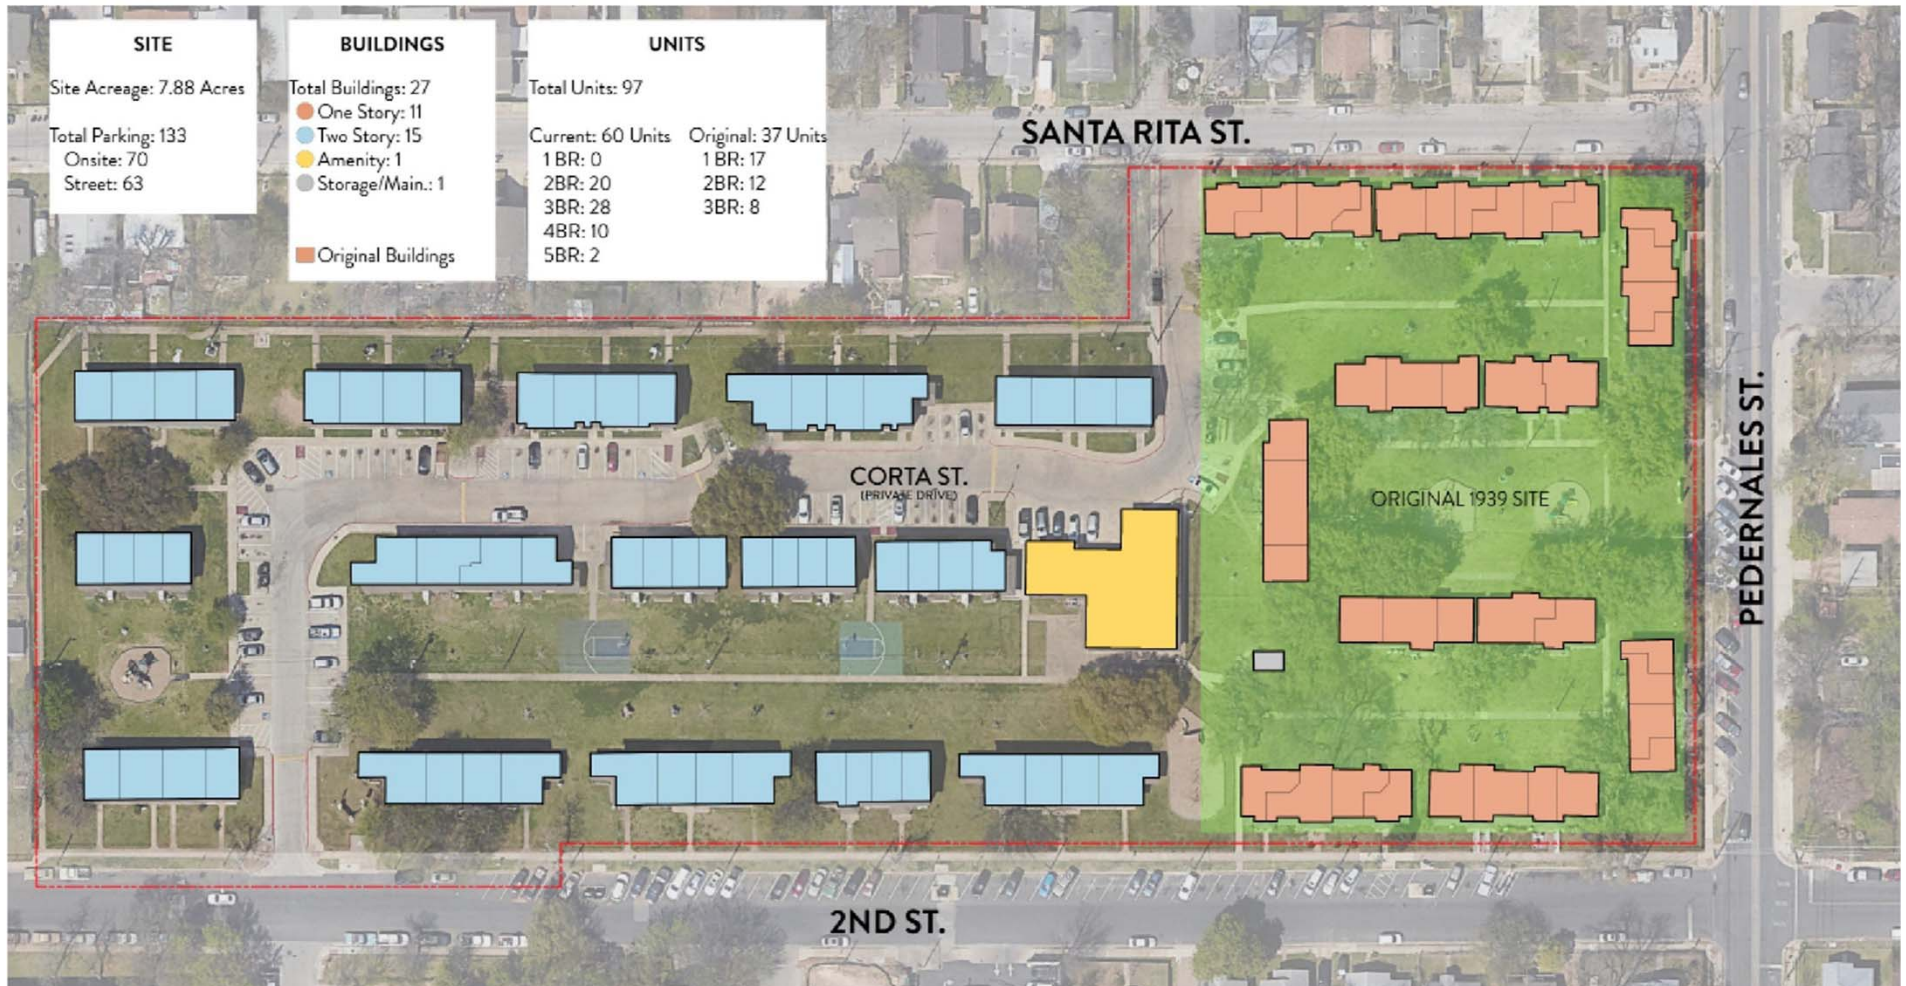 SITE
Site Acreage: 7.88 Acres
Total Parking: 133
Onsite: 70
Street: 63
BUILDINGS
Total Buildings: 27
One Story: 11
Two Story: 15
Amenity: 1
Storage/Main.: 1
Original Buildings
UNITS
Total Units: 97
Current: 60 Units
1 BR: 0
2BR: 20
3BR: 28
4BR: 10
5BR: 2
Original: 37 Units
1 BR: 17
2BR: 12
3BR: 8
SANTA RITA ST.
CORTA ST.
(PRIVATE DRIVE)
ORIGINAL 1939 SITE
PEDERNALES ST.
2ND ST.